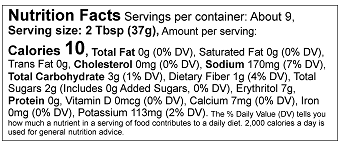 Nutrition Facts Servings per container: About 9,
Serving size: 2 Tbsp (37g), Amount per serving:
Calories 10, Total Fat 0g (0% DV), Saturated Fat 0g (0% DV),
Trans Fat 0g, Cholesterol 0mg (0% DV), Sodium 170mg (7% DV),
Total Carbohydrate 3g (1% DV), Dietary Fiber 1g (4% DV), Total
Sugars 2g (Includes 0g Added Sugars, 0% DV), Erythritol 7g,
Protein 0g, Vitamin D 0mcg (0% DV), Calcium 7mg (0% DV), Iron
0mg (0% DV), Potassium 113mg (2% DV). The % Daily Value (DV) tells you
how much a nutrient in a serving of food contributes to a daily diet. 2,000 calories a day is
used for general nutrition advice.